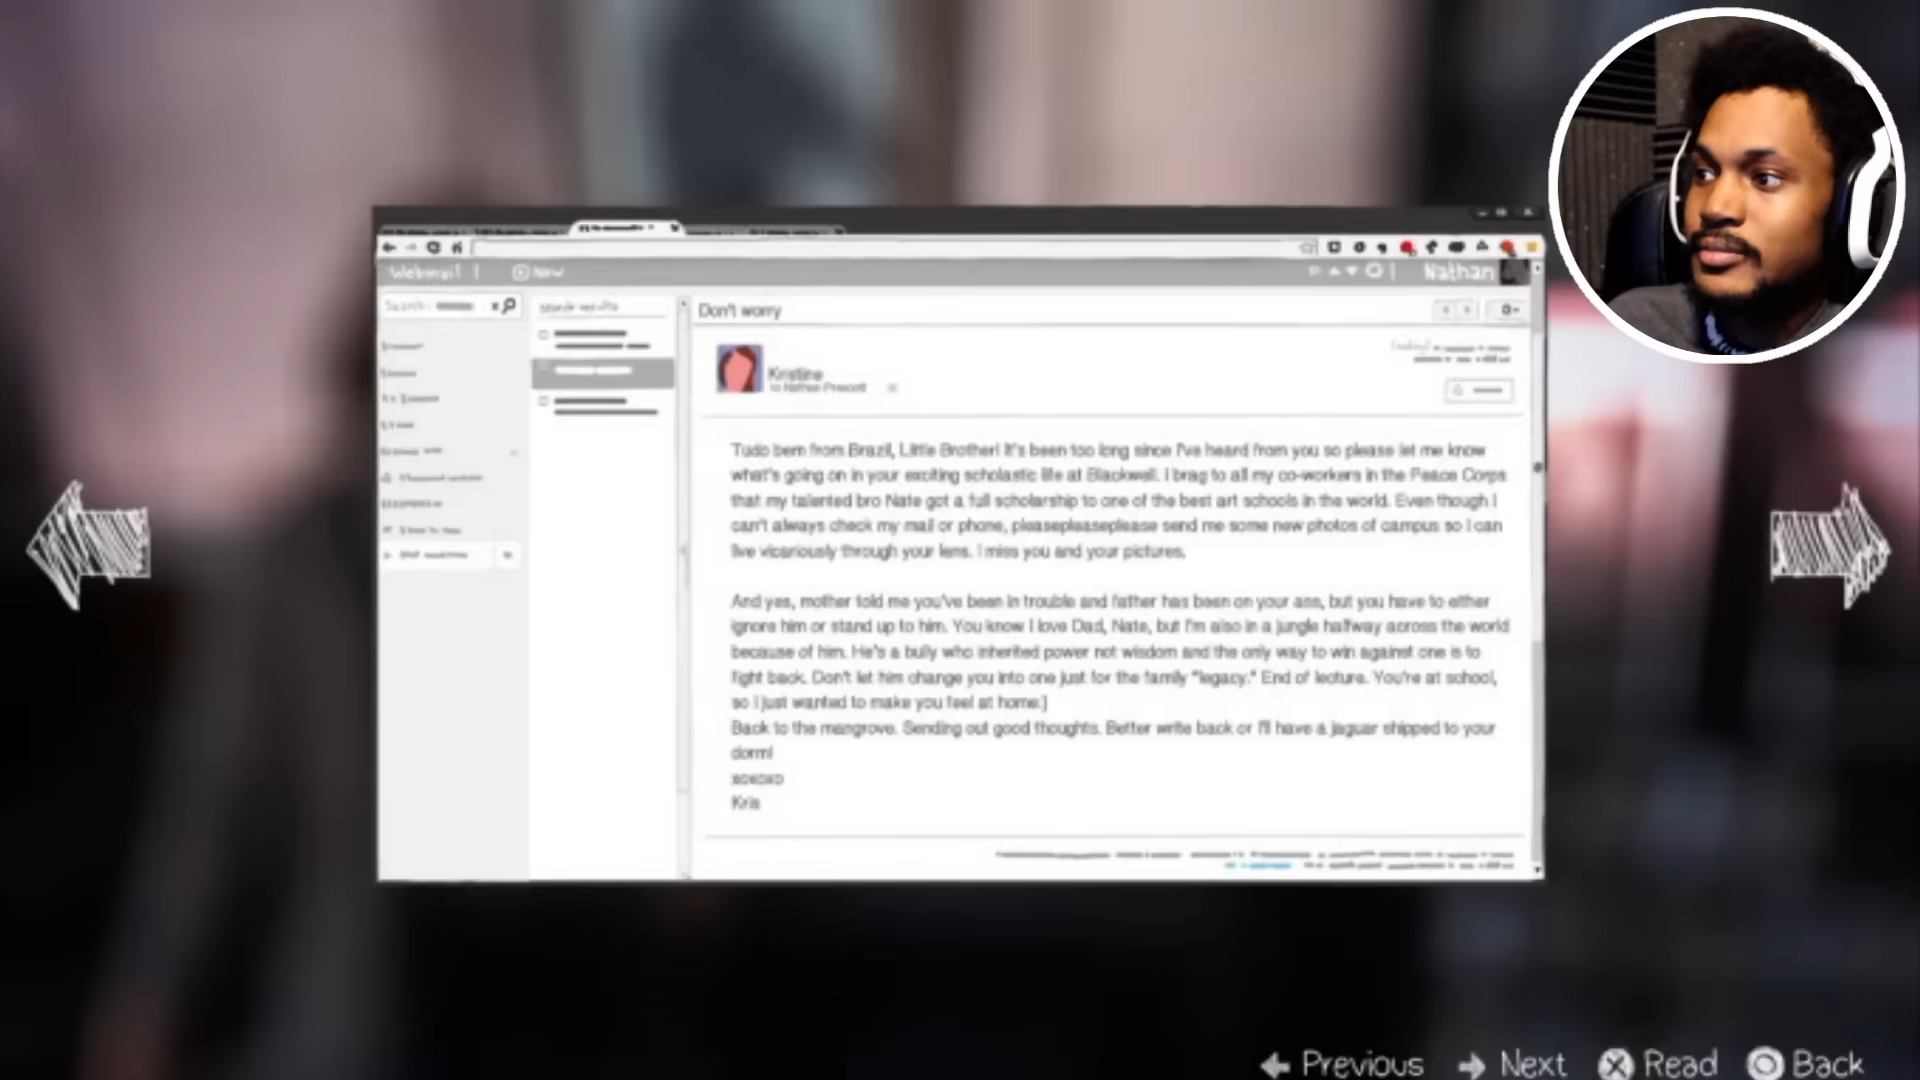 Webmail | New
Nathan
Search
search results
Don't worry
Kristine
to Nathan Prescott
Tudo bem from Brazil, Little Brother! It's been too long since I've heard from you so please let me know
what's going on in your exciting scholastic life at Blackwell. I brag to all my co-workers in the Peace Corps
that my talented bro Nate got a full scholarship to one of the best art schools in the world. Even though I
can't always check my mail or phone, pleasepleaseplease send me some new photos of campus so I can
live vicariously through your lens. I miss you and your pictures.
And yes, mother told me you've been in trouble and father has been on your ass, but you have to either
ignore him or stand up to him. You know I love Dad, Nate, but I'm also in a jungle halfway across the world
because of him. He's a bully who inherited power not wisdom and the only way to win against one is to
fight back. Don't let him change you into one just for the family "legacy." End of lecture. You're at school,
so I just wanted to make you feel at home:]
Back to the mangrove. Sending out good thoughts. Better write back or I'll have a jaguar shipped to your
dorm!
xoxoxo
Kris
Previous Next Read Back